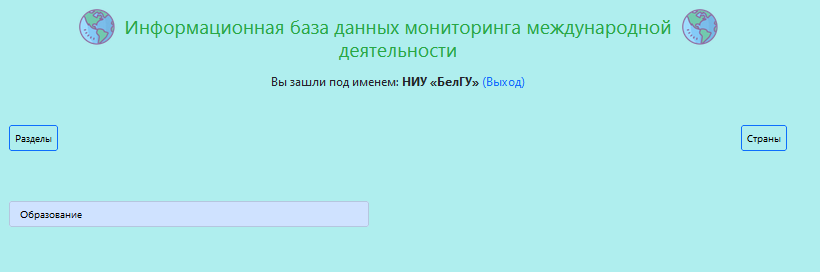 Информационная база данных мониторинга международной
деятельности
Вы зашли под именем: НИУ «БелГУ» (Выход)
Разделы
Страны
Образование